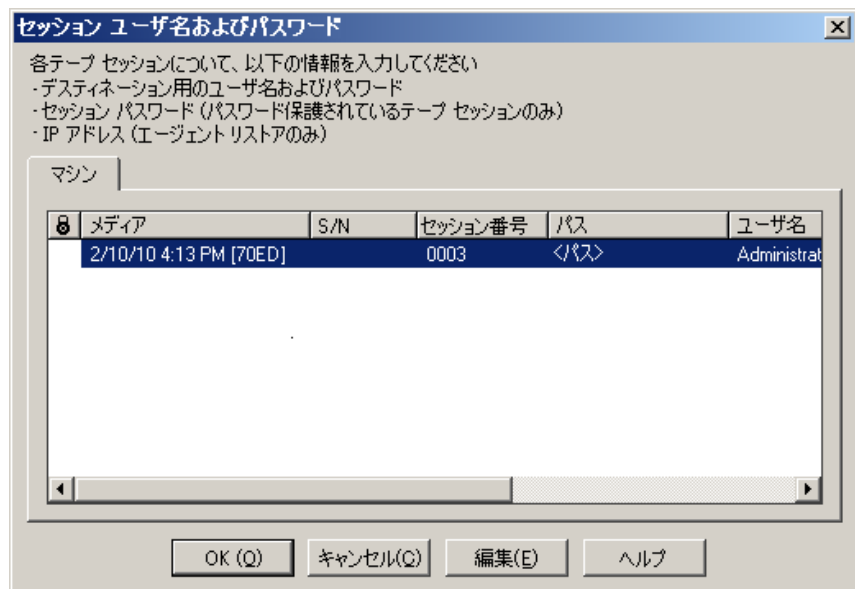 セッション ユーザ名およびパスワード
各テープ セッションについて、以下の情報を入力してください
- デスティネーション用のユーザ名およびパスワード
- セッション パスワード (パスワード保護されているテープ セッションのみ)
- IP アドレス (エージェント リストアのみ)
マシン
メディア S/N セッション番号 パス ユーザ名
2/10/10 4:13 PM [70ED] 0003 <パス> Administrat
OK (O) キャンセル(C) 編集(E) ヘルプ